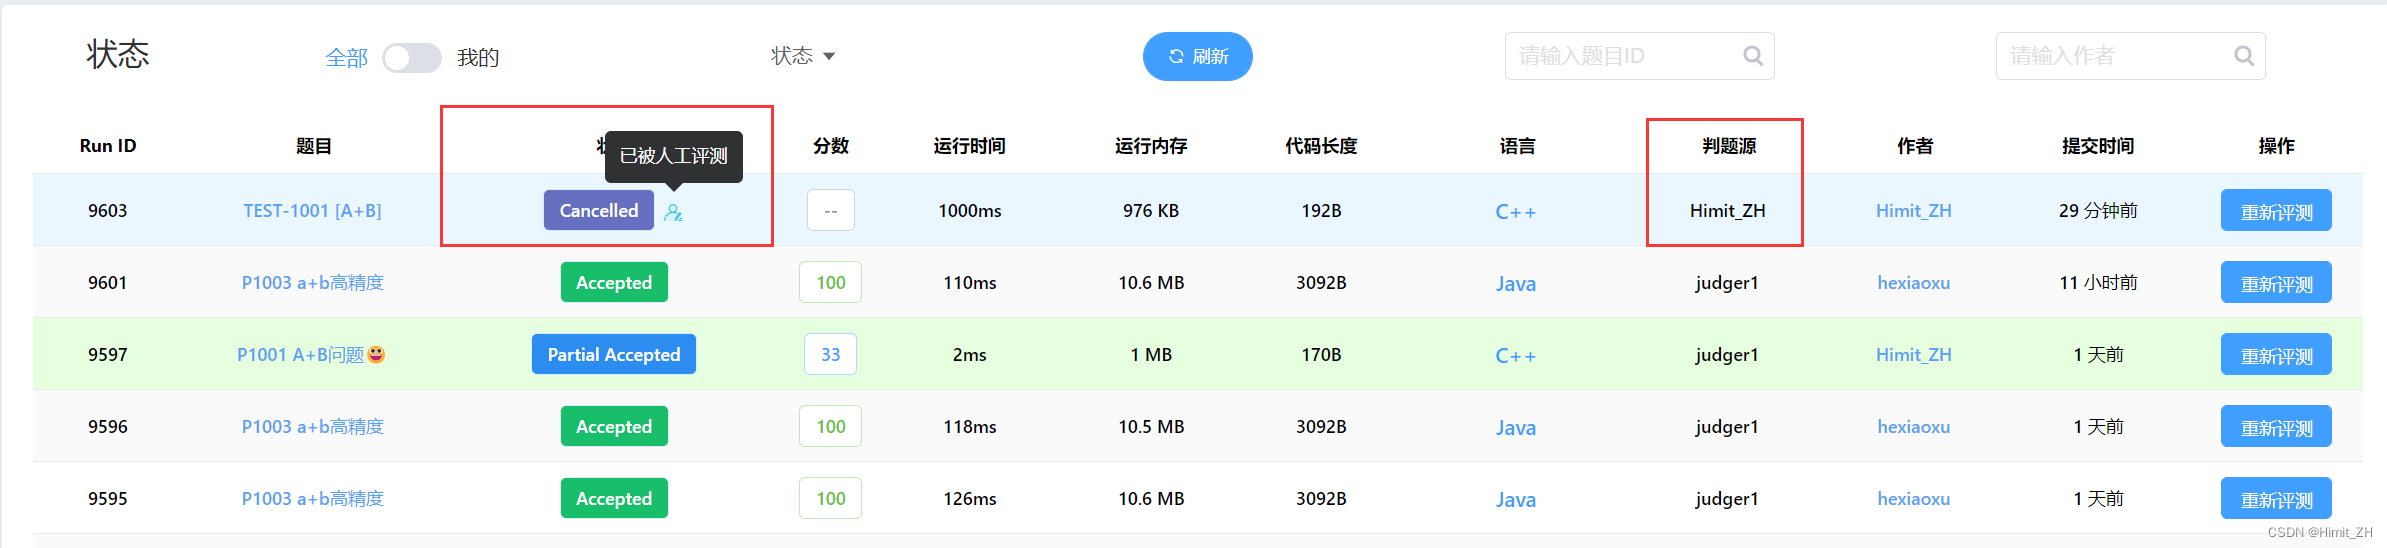 状态 全部 我的 状态 刷新 请输入题目ID 请输入作者
已被人工评测
Run ID 题目 分数 运行时间 运行内存 代码长度 语言 判题源 作者 提交时间 操作
9603 TEST-1001 [A+B] Cancelled -- 1000ms 976 KB 192B C++ Himit_ZH Himit_ZH 29 分钟前 重新评测
9601 P1003 a+b高精度 Accepted 100 110ms 10.6 MB 3092B Java judger1 hexiaoxu 11 小时前 重新评测
9597 P1001 A+B问题 Partial Accepted 33 2ms 1 MB 170B C++ judger1 Himit_ZH 1 天前 重新评测
9596 P1003 a+b高精度 Accepted 100 118ms 10.5 MB 3092B Java judger1 hexiaoxu 1 天前 重新评测
9595 P1003 a+b高精度 Accepted 100 126ms 10.6 MB 3092B Java judger1 hexiaoxu 1 天前 重新评测
CSDN @Himit_ZH